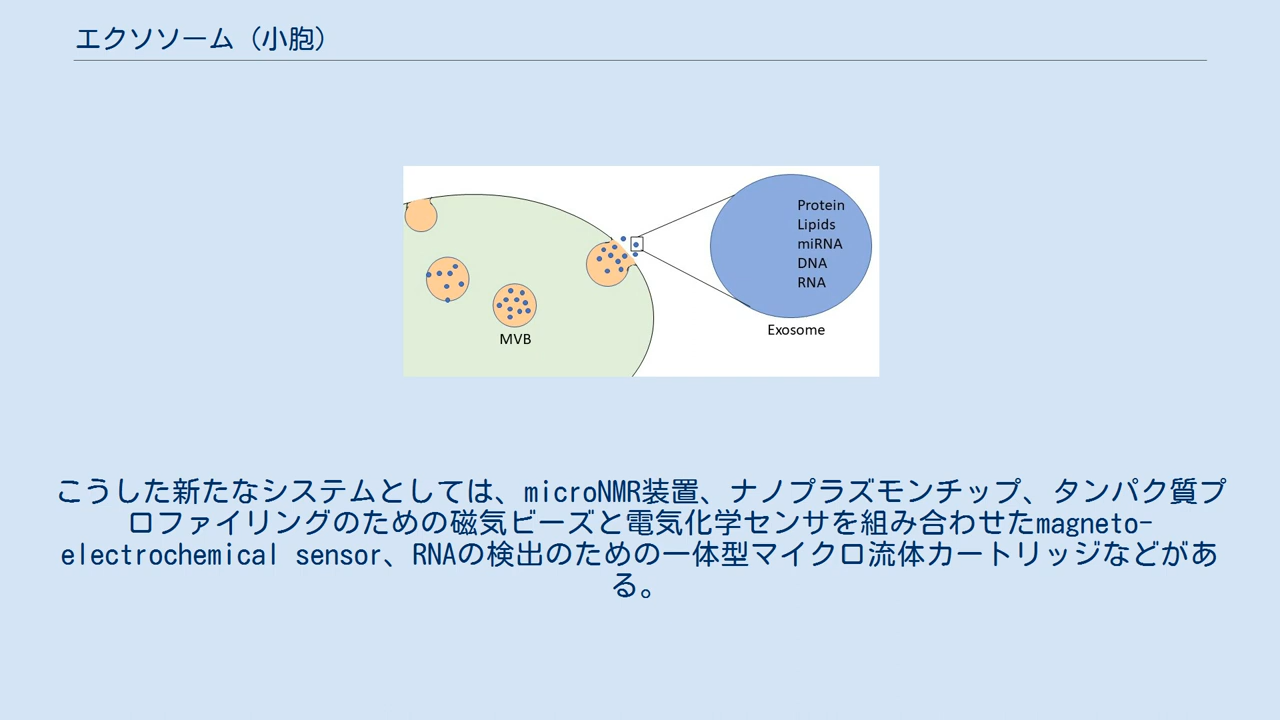 エクソソーム（小胞）
Protein
Lipids
miRNA
DNA
RNA
Exosome
MVB
こうした新たなシステムとしては、microNMR装置、ナノプラズモンチップ、タンパク質プ
ロファイリングのための磁気ビーズと電気化学センサを組み合わせたmagneto-
electrochemical sensor、RNAの検出のための一体型マイクロ流体カートリッジなどがあ
る。